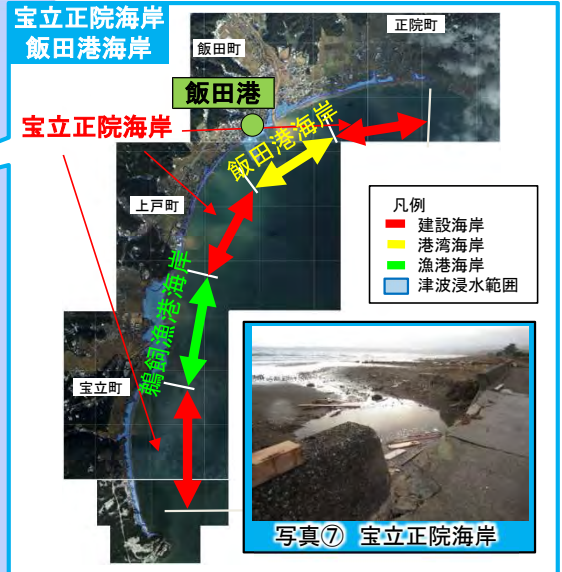 宝立正院海岸
飯田港海岸
正院町
飯田町
飯田港
宝立正院海岸
飯田港海岸
上戸町
凡例
建設海岸
港湾海岸
漁港海岸
津波浸水範囲
鵜飼漁港海岸
宝立町
写真⑦ 宝立正院海岸